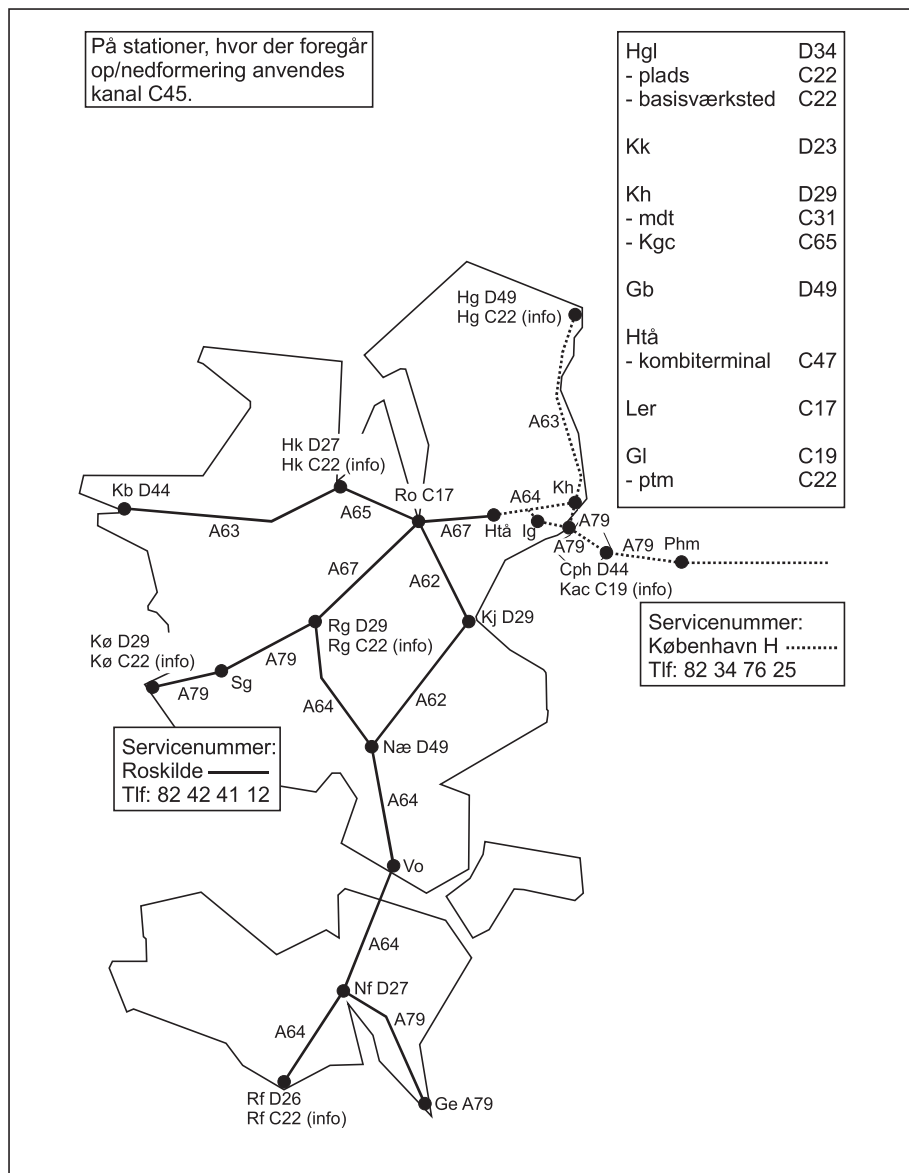 På stationer, hvor der foregår
op/nedformering anvendes
kanal C45.
Hgl D34
- plads C22
- basisværksted C22
Kk D23
Kh D29
- mdt C31
- Kgc C65
Gb D49
Htå
- kombiterminal C47
Ler C17
Gl C19
- ptm C22
Hg D49
Hg C22 (info)
A63
Hk D27
Hk C22 (info)
Kb D44
A63
A65
Ro C17
A67
Htå
A64
Ig
Kh
A79
A79
A79
Phm
Cph D44
Kac C19 (info)
A67
A62
Kj D29
Rg D29
Rg C22 (info)
Kø D29
Kø C22 (info)
A79
Sg
A79
A64
A62
Servicenummer:
København H
Tlf: 82 34 76 25
Næ D49
Servicenummer:
Roskilde
Tlf: 82 42 41 12
A64
Vo
A64
Nf D27
A64
A79
Rf D26
Rf C22 (info)
Ge A79